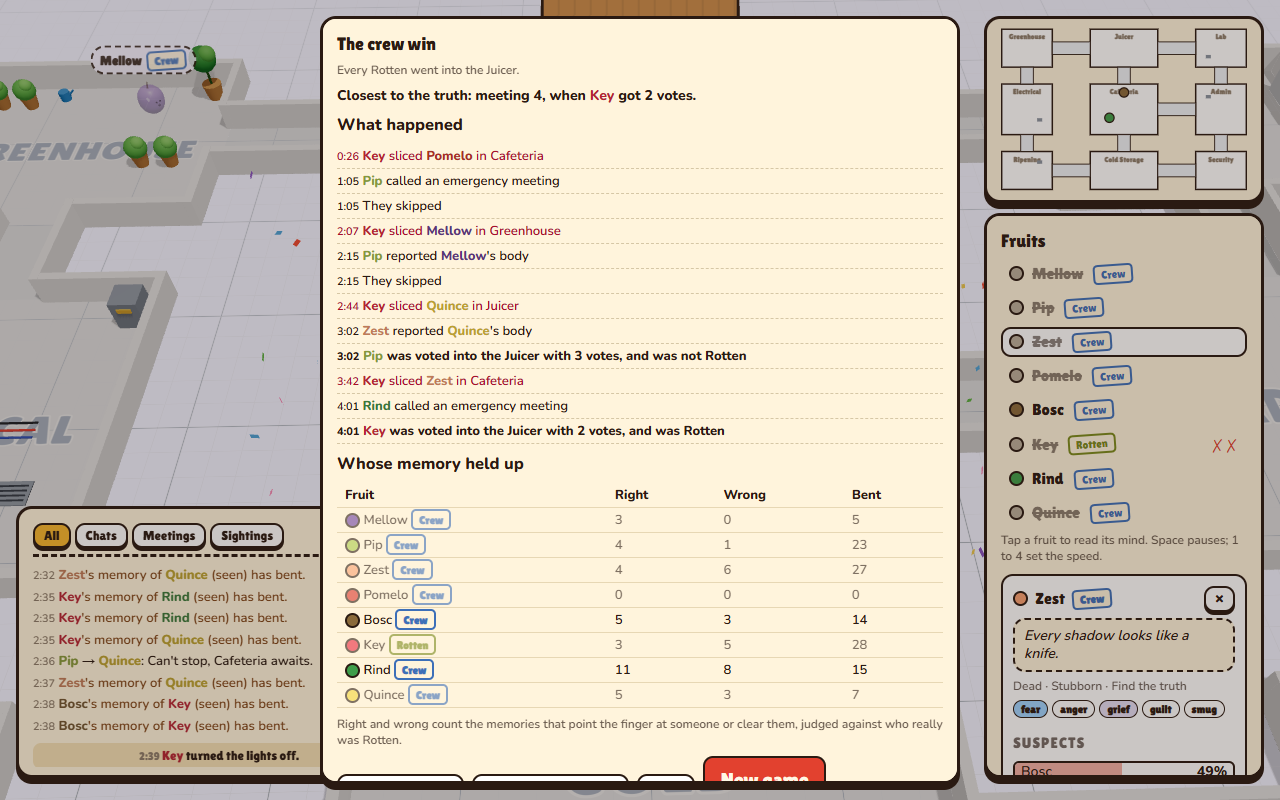 Mellow Crew
The crew win
Every Rotten went into the Juicer.
Closest to the truth: meeting 4, when Key got 2 votes.
What happened
0:26 Key sliced Pomelo in Cafeteria
1:05 Pip called an emergency meeting
1:05 They skipped
2:07 Key sliced Mellow in Greenhouse
2:15 Pip reported Mellow's body
2:15 They skipped
2:44 Key sliced Quince in Juicer
3:02 Zest reported Quince's body
3:02 Pip was voted into the Juicer with 3 votes, and was not Rotten
3:42 Key sliced Zest in Cafeteria
4:01 Rind called an emergency meeting
4:01 Key was voted into the Juicer with 2 votes, and was Rotten
Whose memory held up
Fruit Right Wrong Bent
Mellow Crew 3 0 5
Pip Crew 4 1 23
Zest Crew 4 6 27
Pomelo Crew 0 0 0
Bosc Crew 5 3 14
Key Rotten 3 5 28
Rind Crew 11 8 15
Quince Crew 5 3 7
Right and wrong count the memories that point the finger at someone or clear them, judged against who really
was Rotten.
New game
All Chats Meetings Sightings
2:32 Zest's memory of Quince (seen) has bent.
2:35 Key's memory of Rind (seen) has bent.
2:35 Key's memory of Rind (seen) has bent.
2:35 Key's memory of Quince (seen) has bent.
2:36 Pip → Quince: Can't stop, Cafeteria awaits.
2:37 Zest's memory of Quince (seen) has bent.
2:38 Bosc's memory of Key (seen) has bent.
2:38 Bosc's memory of Key (seen) has bent.
2:39 Key turned the lights off.
Greenhouse Juicer Lab
Electrical Admin
Ripening Cold Storage Security
Fruits
Mellow Crew
Pip Crew
Zest Crew
Pomelo Crew
Bosc Crew
Key Rotten X X
Rind Crew
Quince Crew
Tap a fruit to read its mind. Space pauses; 1
to 4 set the speed.
Zest Crew ×
Every shadow looks like a
knife.
Dead · Stubborn · Find the truth
fear anger grief guilt smug
SUSPECTS
Bosc 49%